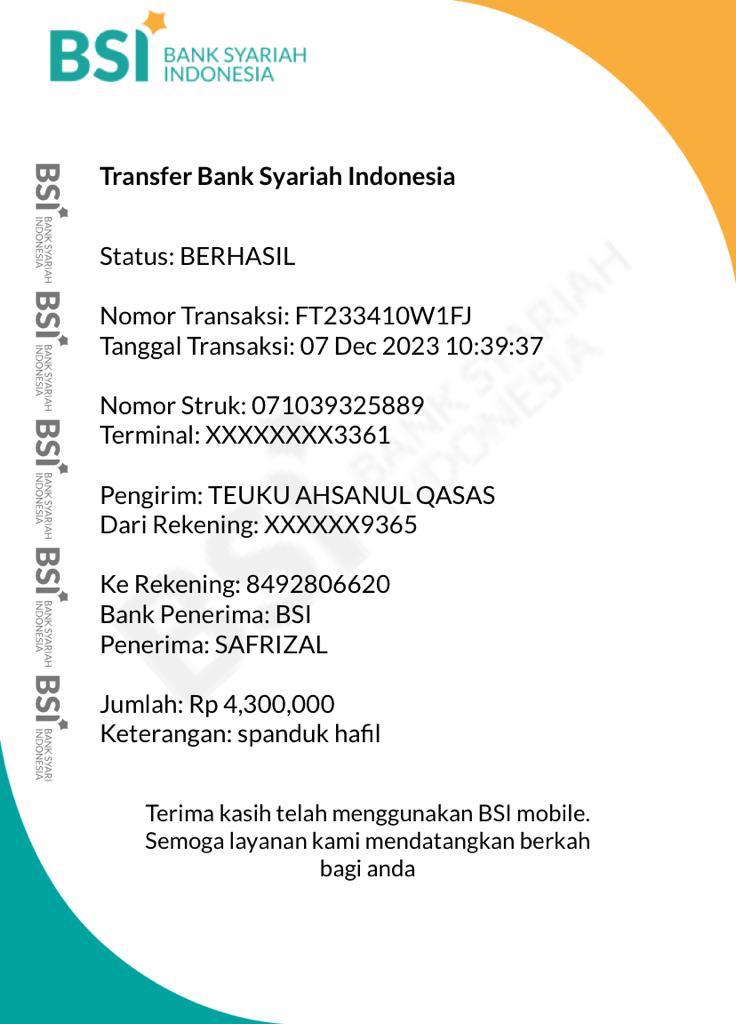 BSI BANK SYARIAH
INDONESIA
Transfer Bank Syariah Indonesia
Status: BERHASIL
Nomor Transaksi: FT233410W1FJ
Tanggal Transaksi: 07 Dec 2023 10:39:37
Nomor Struk: 071039325889
Terminal: XXXXXXXX3361
Pengirim: TEUKU AHSANUL QASAS
Dari Rekening: XXXXXX9365
Ke Rekening: 8492806620
Bank Penerima: BSI
Penerima: SAFRIZAL
Jumlah: Rp 4,300,000
Keterangan: spanduk hafil
Terima kasih telah menggunakan BSI mobile.
Semoga layanan kami mendatangkan berkah
bagi anda
BSI BANK SYARIAH
INDONESIA
BSI BANK SYARIAH
INDONESIA
BSI BANK SYARIAH
INDONESIA
BSI BANK SYARIAH
INDONESIA
BSI BANK SYARI
INDONESIA
BSI BANK SYARIAH
INDONESIA